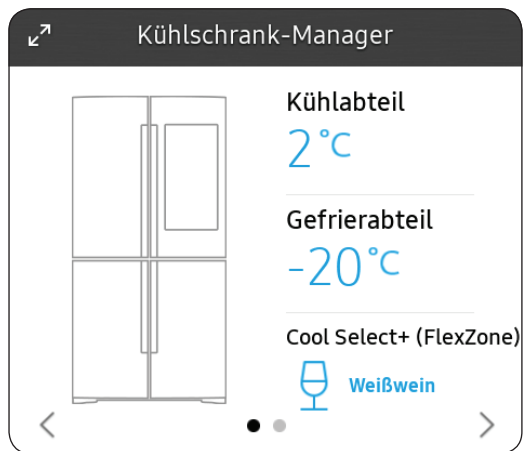 Kühlschrank-Manager
Kühlabteil
2°C
Gefrierabteil
-20°C
Cool Select+ (FlexZone)
Weißwein